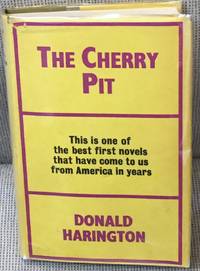 THE CHERRY
PIT
This is one of
the best first novels
that have come to us
from America in years
DONALD
HARINGTON